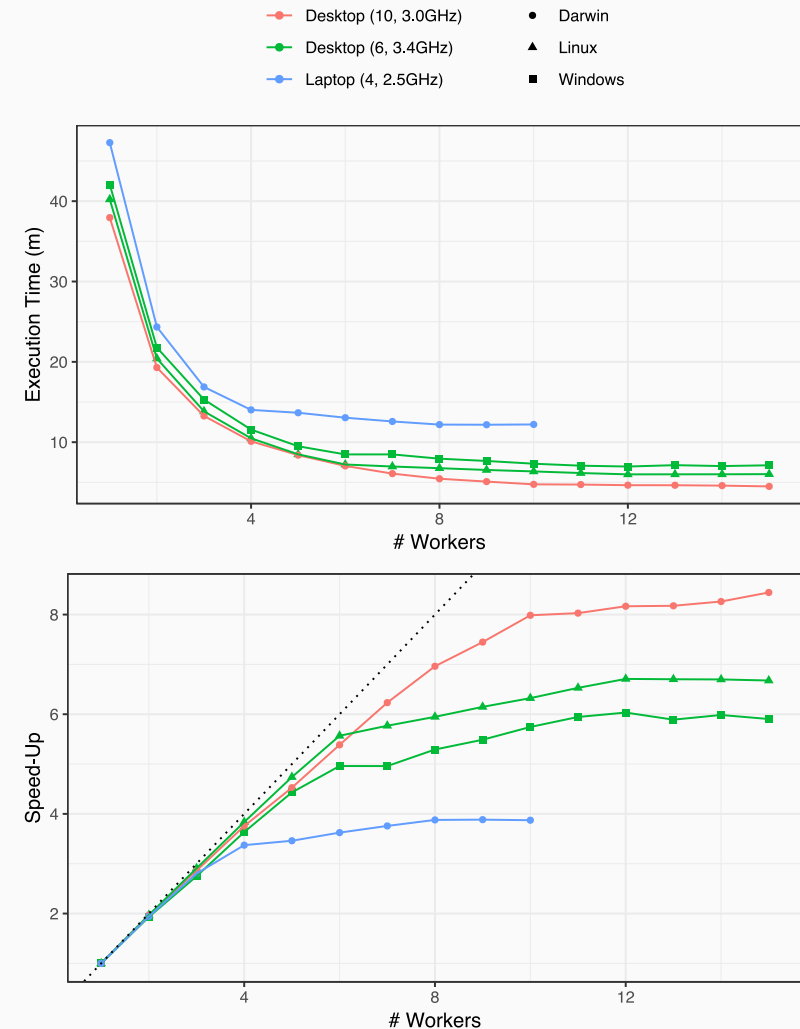 Desktop (10, 3.0GHz)
Darwin
Desktop (6, 3.4GHz)
Linux
Laptop (4, 2.5GHz)
Windows
Execution Time (m)
40
30
20
10
4
8
12
# Workers
Speed-Up
8
6
4
2
4
8
12
# Workers